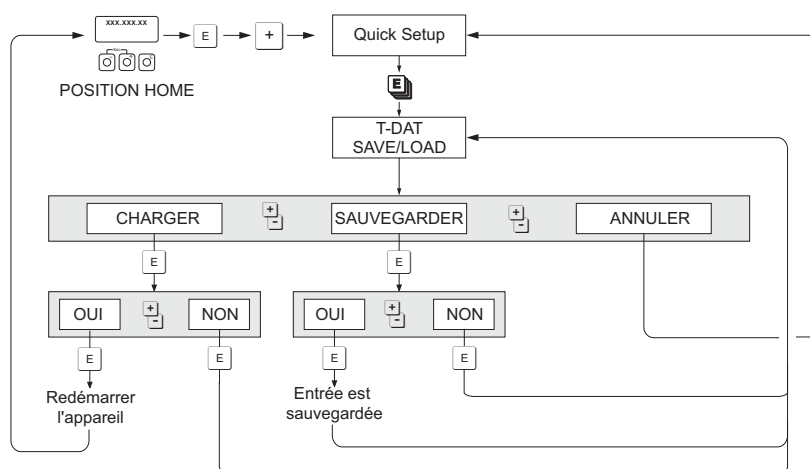 xxx.xxx.xx
Esc
E
+
Quick Setup
POSITION HOME
E
T-DAT
SAVE/LOAD
CHARGER
+
-
SAUVEGARDER
+
-
ANNULER
E
E
OUI
+
-
NON
OUI
+
-
NON
E
E
E
E
Redémarrer
l'appareil
Entrée est
sauvegardée